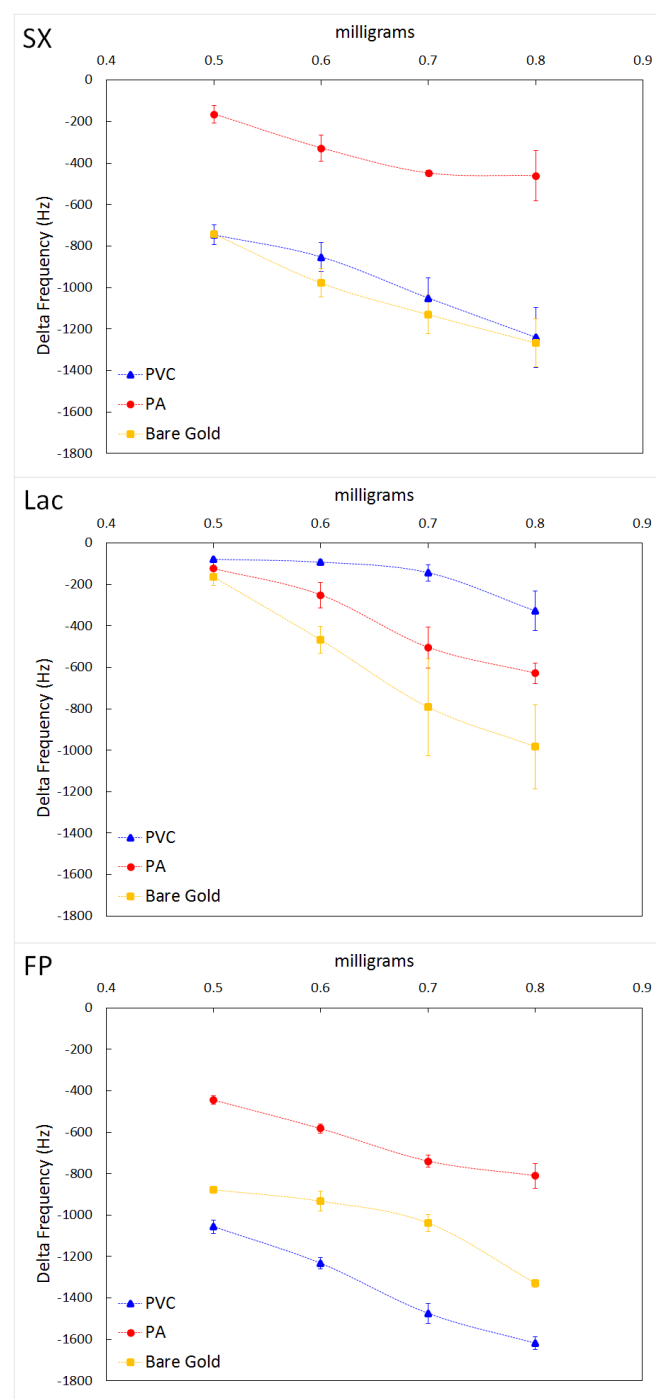 SX
milligrams
0.4 0.5 0.6 0.7 0.8 0.9
0
-200
-400
-600
-800
-1000
-1200
-1400
-1600
-1800
Delta Frequency (Hz)
PVC
PA
Bare Gold
Lac
milligrams
0.4 0.5 0.6 0.7 0.8 0.9
0
-200
-400
-600
-800
-1000
-1200
-1400
-1600
-1800
Delta Frequency (Hz)
PVC
PA
Bare Gold
FP
milligrams
0.4 0.5 0.6 0.7 0.8 0.9
0
-200
-400
-600
-800
-1000
-1200
-1400
-1600
-1800
Delta Frequency (Hz)
PVC
PA
Bare Gold